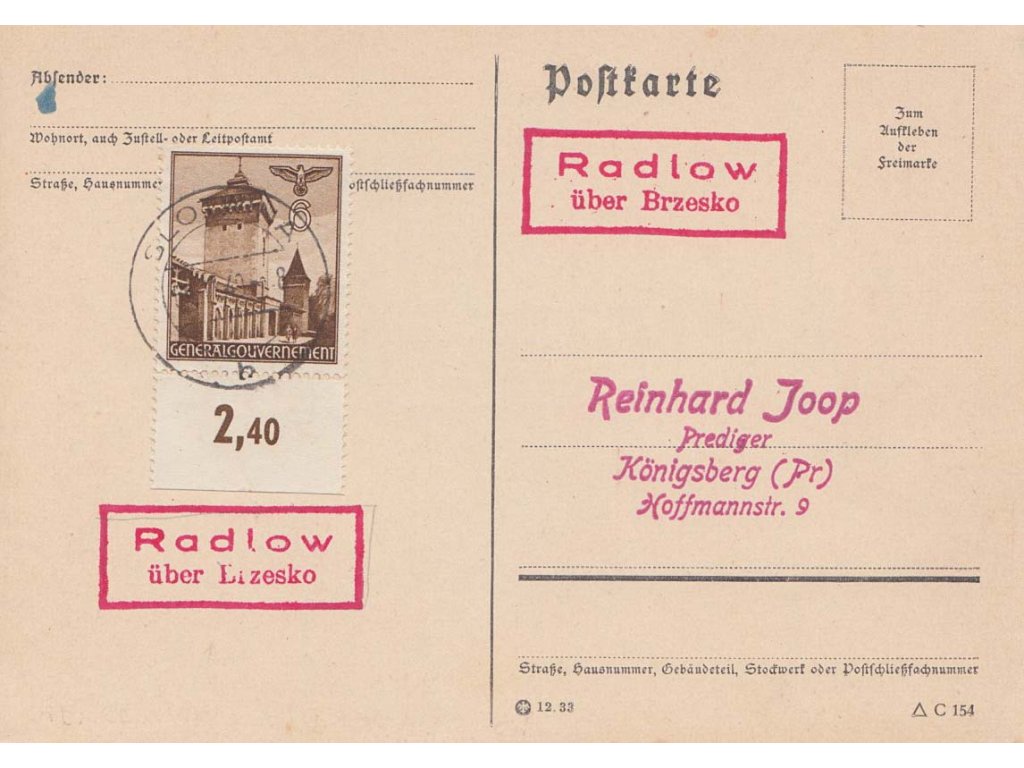 Absender:
Wohnort, auch Zustell- oder Leitpostamt
Straße, Hausnummer ostschließfachnummer
6
GENERALGOUVERNEMENT
b
2,40
Radlow
über Brzesko
Postkarte
Zum
Aufkleben
der
Freimarke
Radlow
über Brzesko
Reinhard Joop
Prediger
Königsberg (Pr)
Hoffmannstr. 9
Straße, Hausnummer, Gebäudeteil, Stockwerk oder Postschließfachnummer
12.33
△ C 154